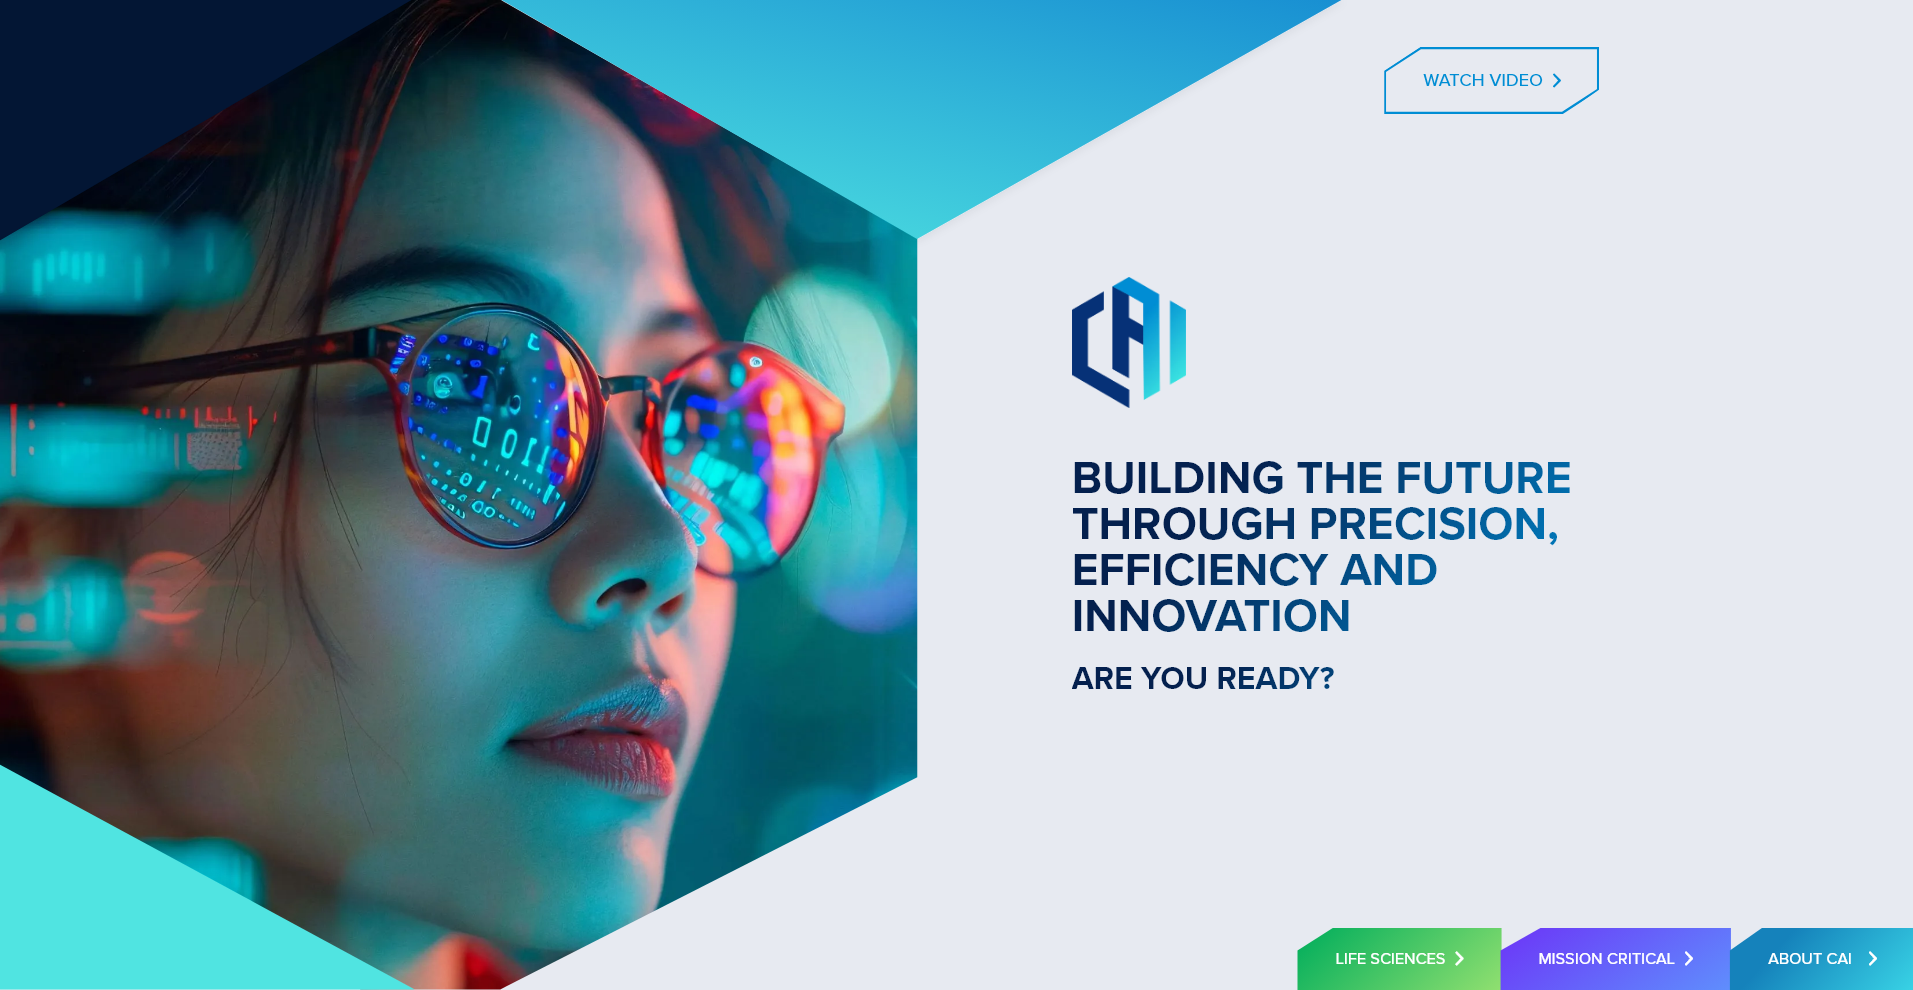 WATCH VIDEO
CAI
BUILDING THE FUTURE
THROUGH PRECISION,
EFFICIENCY AND
INNOVATION
ARE YOU READY?
LIFE SCIENCES
MISSION CRITICAL
ABOUT CAI